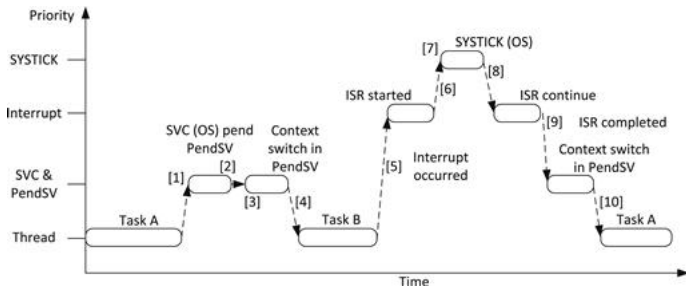 Priority
SYSTICK
Interrupt
SVC &
PendSV
Thread
Task A
[1]
SVC (OS) pend
PendSV
[2]
[3]
Context
switch in
PendSV
[4]
Task B
[5]
Interrupt
occurred
ISR started
[6]
[7]
SYSTICK (OS)
[8]
ISR continue
[9]
ISR completed
Context switch
in PendSV
[10]
Task A
Time